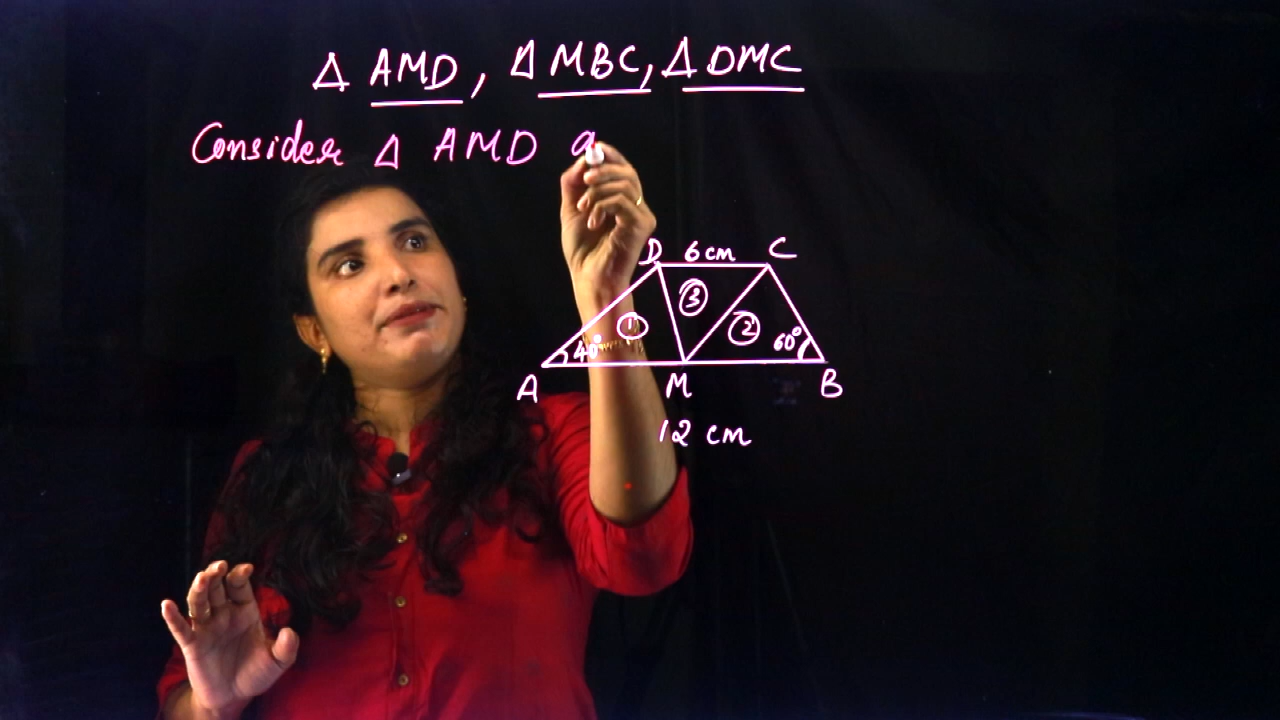 Δ AMD, Δ MBC, Δ DMC
Consider Δ AMD a
D 6 cm C
3
1 2
40° 60°
A M B
12 cm